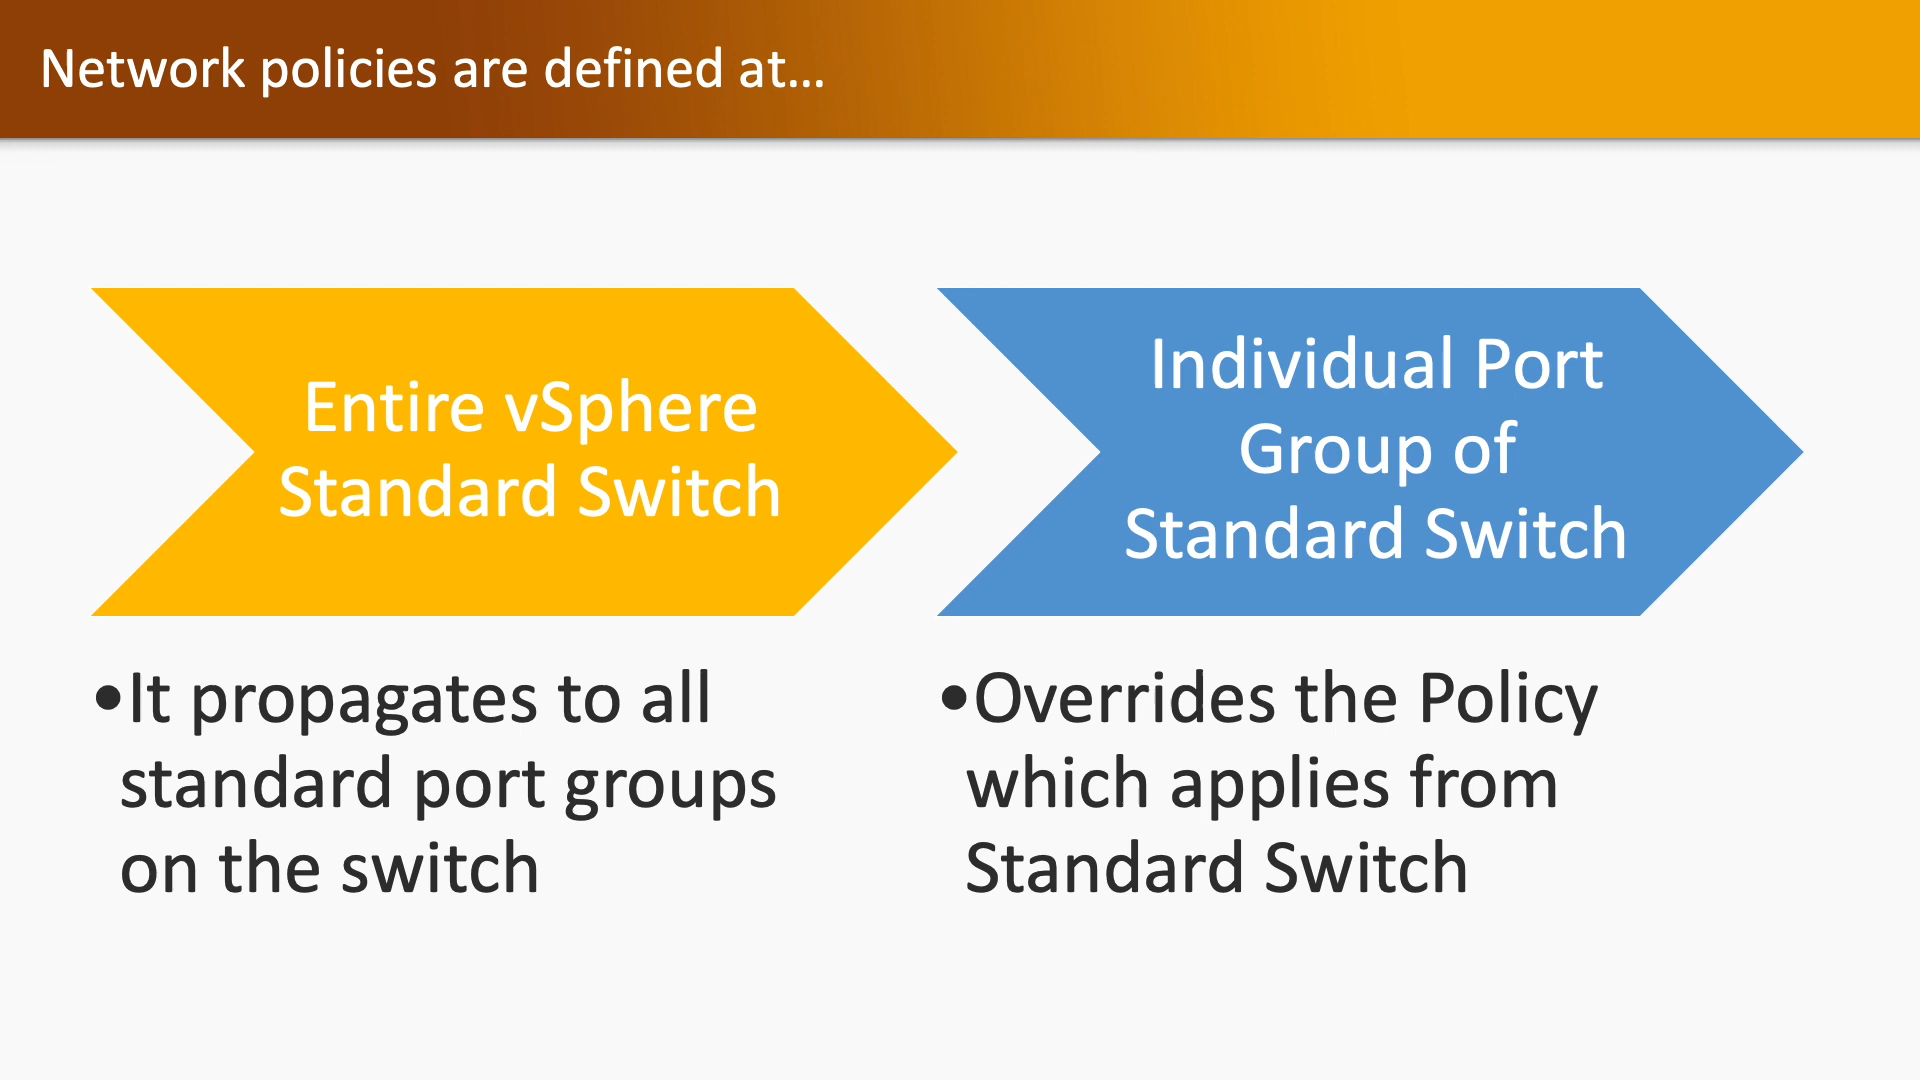 Network policies are defined at...
Entire vSphere
Standard Switch
•It propagates to all
standard port groups
on the switch
Individual Port
Group of
Standard Switch
•Overrides the Policy
which applies from
Standard Switch